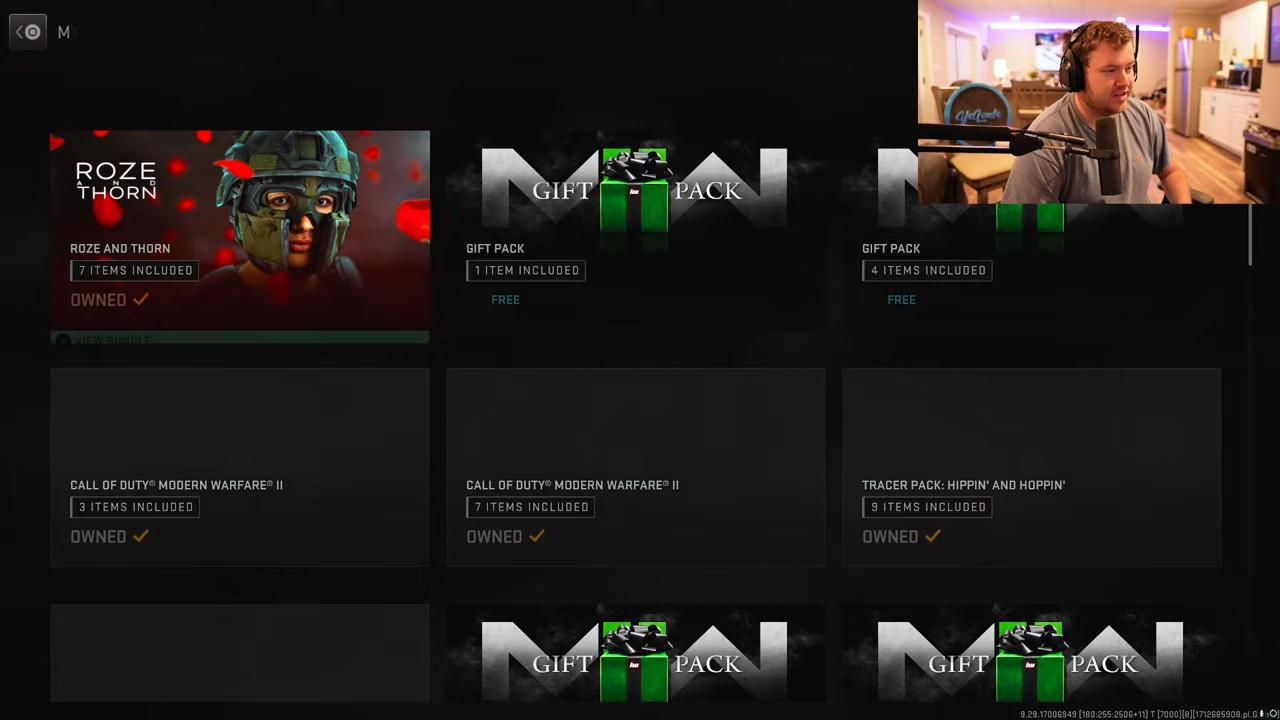 MY
ROZE
AND
THORN
ROZE AND THORN
7 ITEMS INCLUDED
OWNED
VIEW BUNDLE
GIFT PACK
GIFT PACK
1 ITEM INCLUDED
FREE
GIFT PACK
4 ITEMS INCLUDED
FREE
CALL OF DUTY® MODERN WARFARE® II
3 ITEMS INCLUDED
OWNED
CALL OF DUTY® MODERN WARFARE® II
7 ITEMS INCLUDED
OWNED
TRACER PACK: HIPPIN' AND HOPPIN'
9 ITEMS INCLUDED
OWNED
GIFT PACK
GIFT PACK